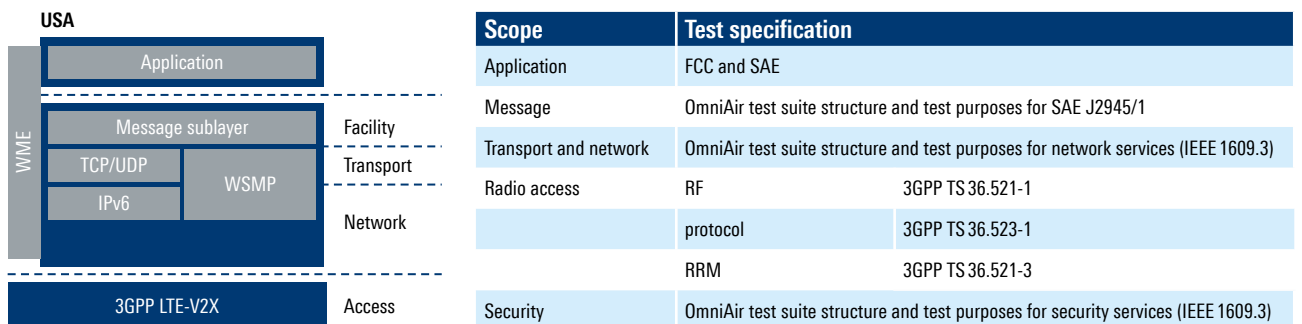 USA
WME
Application
Message sublayer
Facility
TCP/UDP
WSMP
Transport
IPv6
Network
3GPP LTE-V2X
Access
Scope Test specification
Application FCC and SAE
Message OmniAir test suite structure and test purposes for SAE J2945/1
Transport and network OmniAir test suite structure and test purposes for network services (IEEE 1609.3)
Radio access RF 3GPP TS 36.521-1
protocol 3GPP TS 36.523-1
RRM 3GPP TS 36.521-3
Security OmniAir test suite structure and test purposes for security services (IEEE 1609.3)